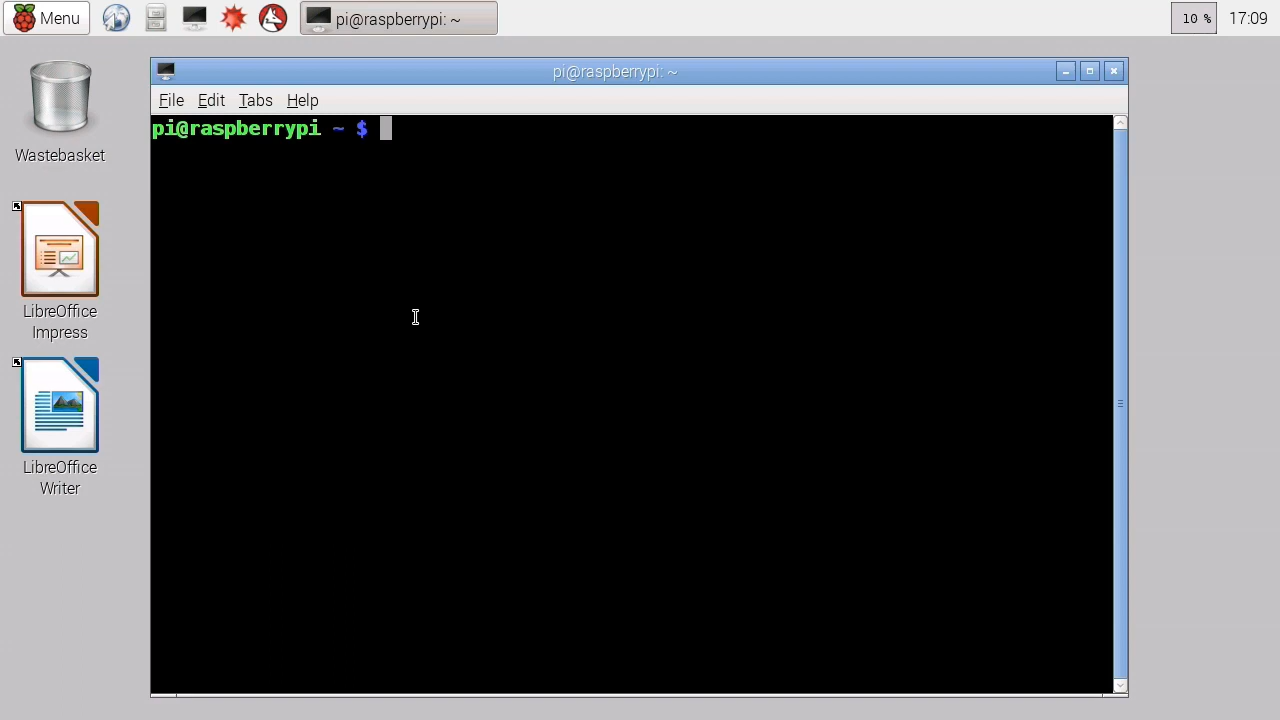 Menu
pi@raspberrypi: ~
10 %
17:09
pi@raspberrypi: ~
File Edit Tabs Help
pi@raspberrypi ~ $
Wastebasket
LibreOffice
Impress
LibreOffice
Writer